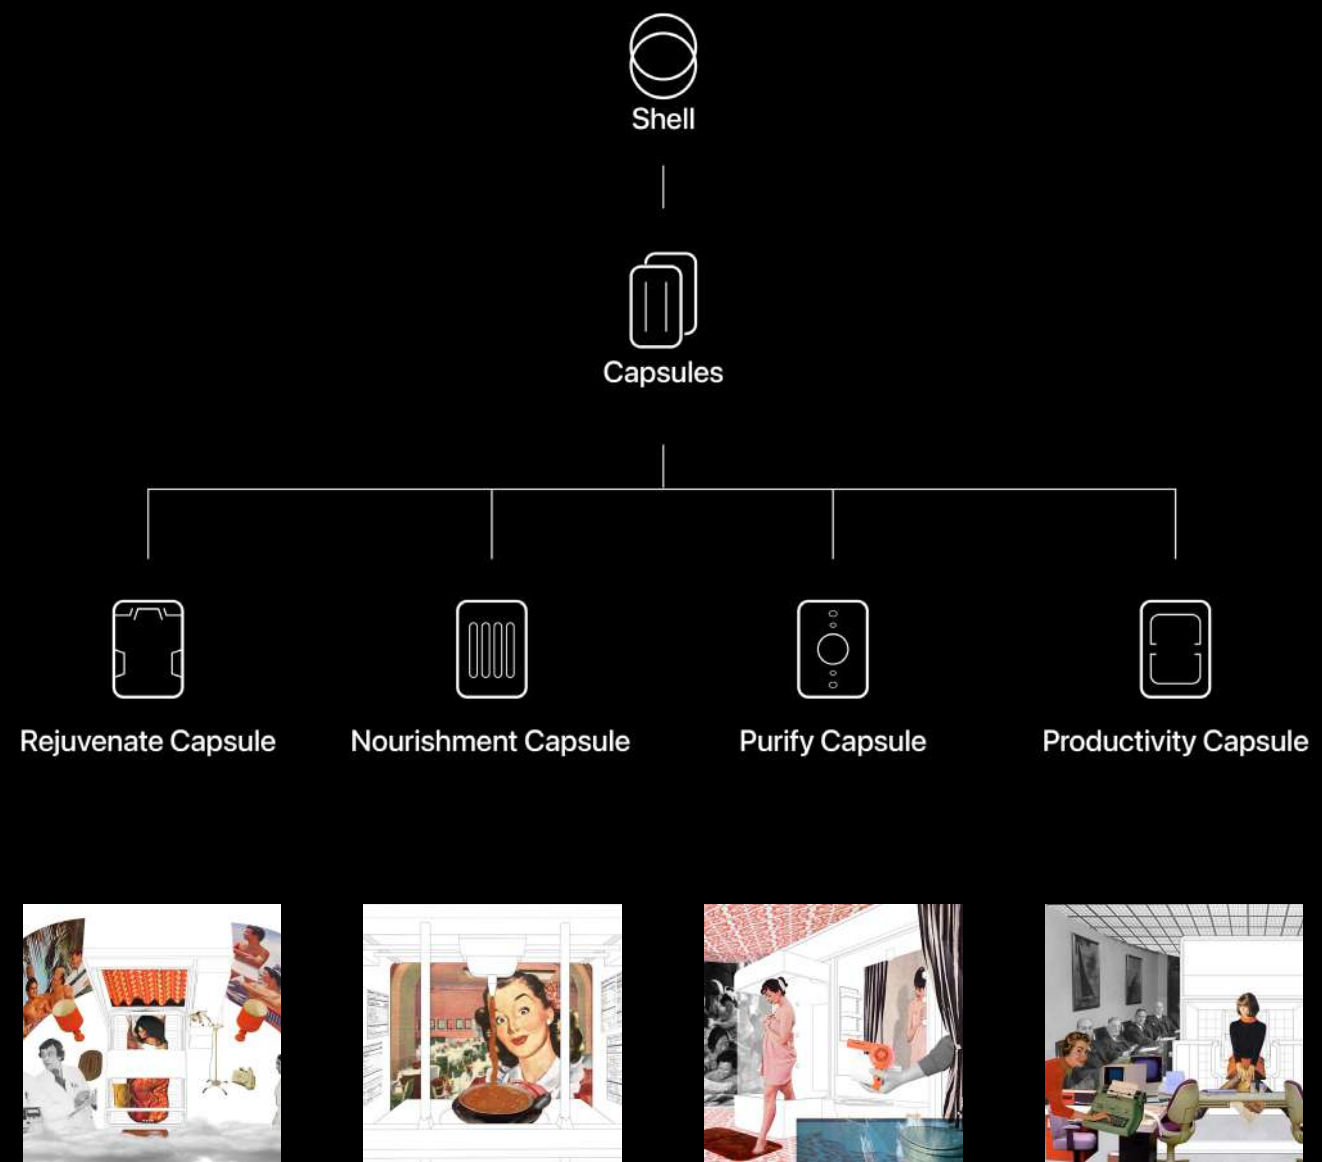 Shell
Capsules
Rejuvenate Capsule
Nourishment Capsule
Purify Capsule
Productivity Capsule